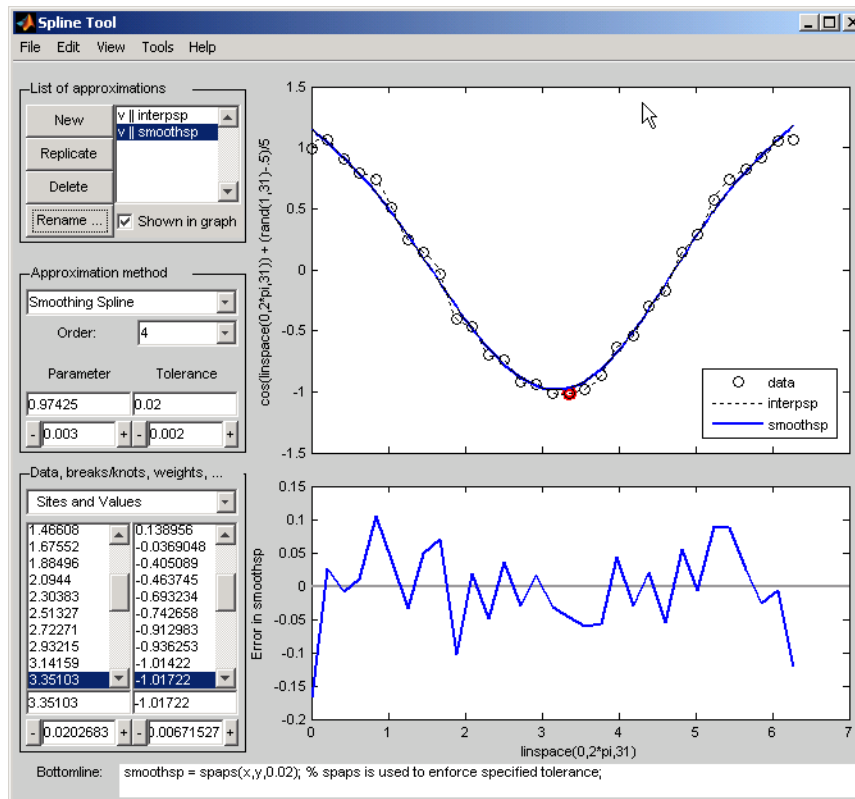 Spline Tool
File Edit View Tools Help
List of approximations
New
Replicate
Delete
Rename ...
v || interpsp
v || smoothsp
Shown in graph
Approximation method
Smoothing Spline
Order: 4
Parameter Tolerance
0.97425 0.02
- 0.003 + - 0.002 +
Data, breaks/knots, weights, ...
Sites and Values
1.46608 0.138956
1.67552 -0.0369048
1.88496 -0.405089
2.0944 -0.463745
2.30383 -0.693234
2.51327 -0.742658
2.72271 -0.912983
2.93215 -0.936253
3.14159 -1.01422
3.35103 -1.01722
3.35103 -1.01722
- 0.0202683 + - 0.00671527 +
cos(linspace(0,2*pi,31)) + (rand(1,31)-.5)/5
1.5
1
0.5
0
-0.5
-1
-1.5
data
interpsp
smoothsp
Error in smoothsp
0.15
0.1
0.05
0
-0.05
-0.1
-0.15
-0.2
0 1 2 3 4 5 6 7
linspace(0,2*pi,31)
Bottomline: smoothsp = spaps(x,y,0.02); % spaps is used to enforce specified tolerance;